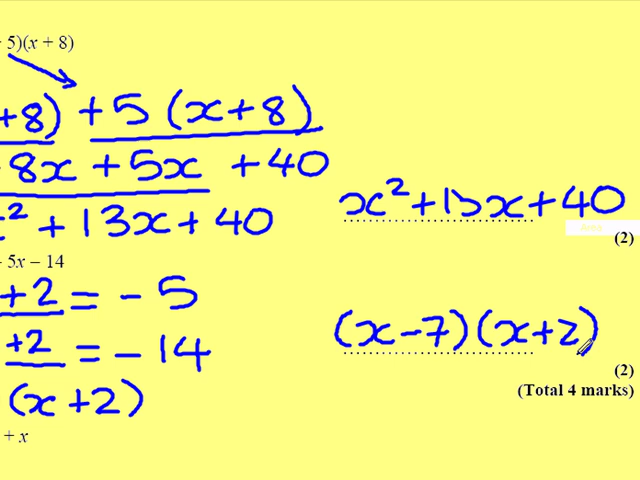 5)(x + 8)
+8) +5 (x+8)
8x +5x +40
x² +13x+40
x²+13x+40
(2)
5x – 14
+2 = -5
+2 = -14
(x-7)(x+2)
(2)
(Total 4 marks)
(x+2)
+ x